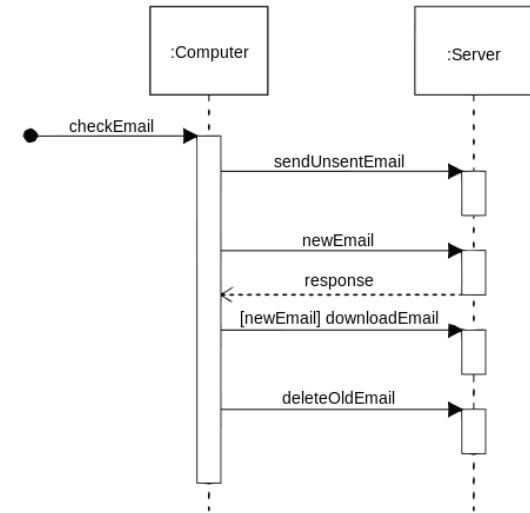 :Computer
:Server
checkEmail
sendUnsentEmail
newEmail
response
[newEmail] downloadEmail
deleteOldEmail